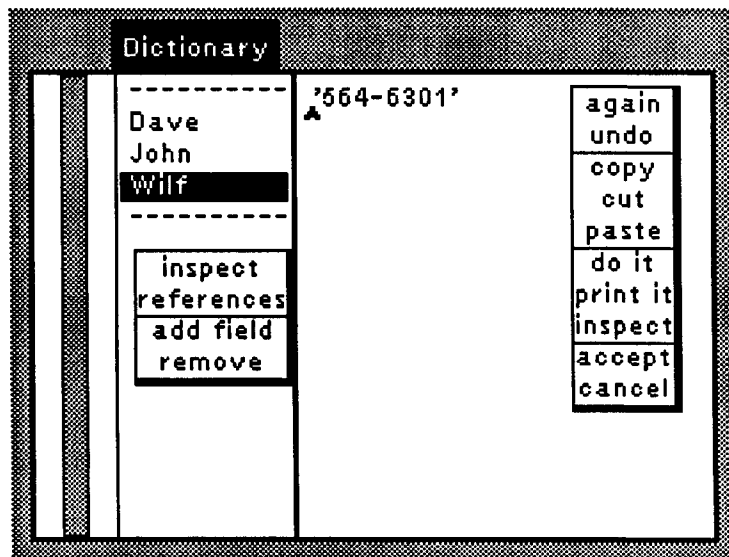 Dictionary
----------
Dave
John
Wilf
----------
inspect
references
add field
remove
'564-6301'
again
undo
copy
cut
paste
do it
print it
inspect
accept
cancel